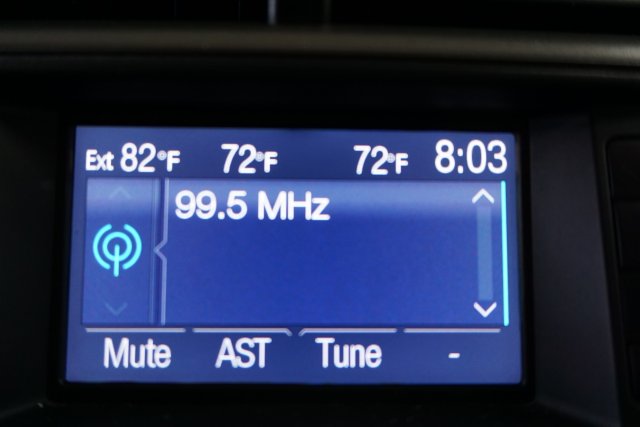 Ext 82°F 72°F 72°F 8:03
99.5 MHz
Mute AST Tune -